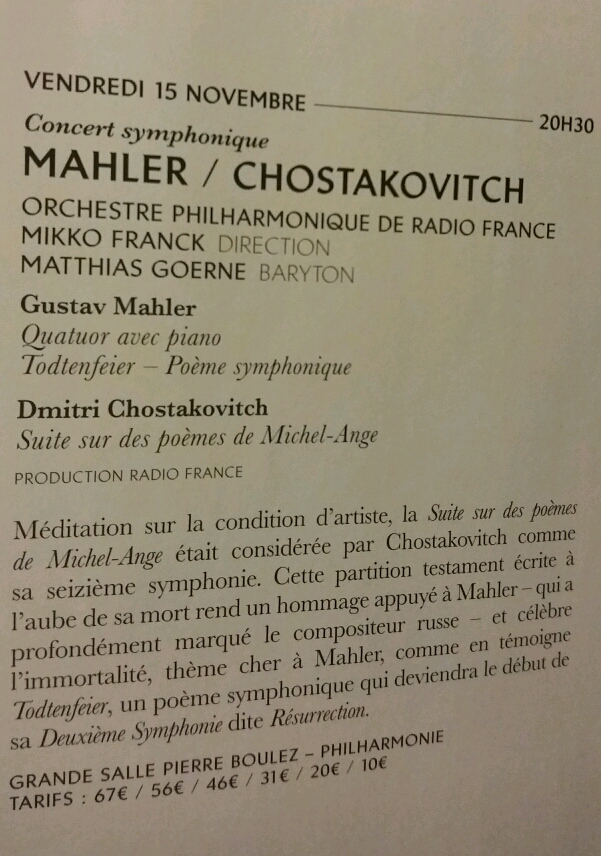 VENDREDI 15 NOVEMBRE 20H30
Concert symphonique
MAHLER / CHOSTAKOVITCH
ORCHESTRE PHILHARMONIQUE DE RADIO FRANCE
MIKKO FRANCK DIRECTION
MATTHIAS GOERNE BARYTON
Gustav Mahler
Quatuor avec piano
Todtenfeier – Poème symphonique
Dmitri Chostakovitch
Suite sur des poèmes de Michel-Ange
PRODUCTION RADIO FRANCE
Méditation sur la condition d'artiste, la Suite sur des poèmes
de Michel-Ange était considérée par Chostakovitch comme
sa seizième symphonie. Cette partition testament écrite à
l'aube de sa mort rend un hommage appuyé à Mahler – qui a
profondément marqué le compositeur russe – et célèbre
l'immortalité, thème cher à Mahler, comme en témoigne
Todtenfeier, un poème symphonique qui deviendra le début de
sa Deuxième Symphonie dite Résurrection.
GRANDE SALLE PIERRE BOULEZ – PHILHARMONIE
TARIFS : 67€ / 56€ / 46€ / 31€ / 20€ / 10€